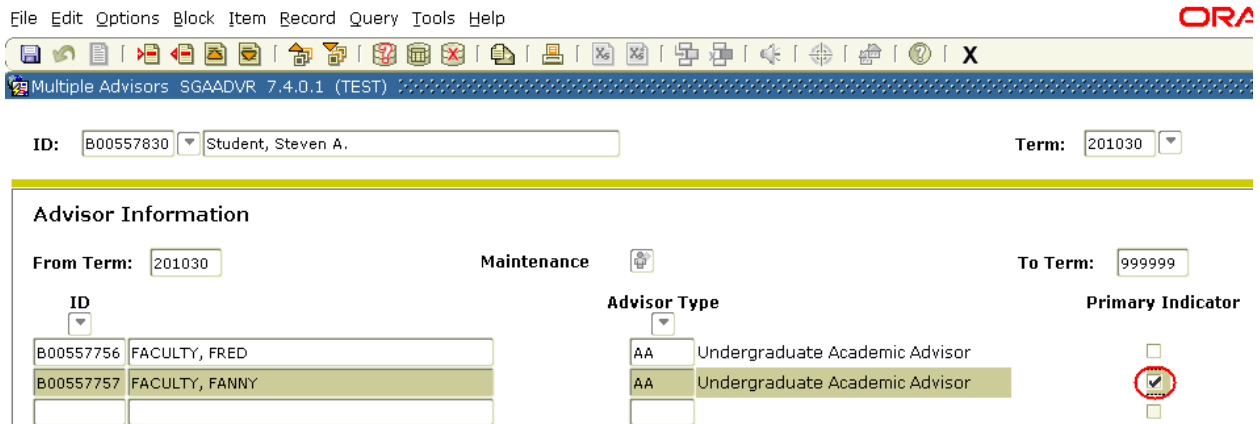 File Edit Options Block Item Record Query Tools Help
ORA
X
Multiple Advisors SGAADVR 7.4.0.1 (TEST)
ID: B00557830 Student, Steven A. Term: 201030
Advisor Information
From Term: 201030 Maintenance To Term: 999999
ID Advisor Type Primary Indicator
B00557756 FACULTY, FRED AA Undergraduate Academic Advisor
B00557757 FACULTY, FANNY AA Undergraduate Academic Advisor